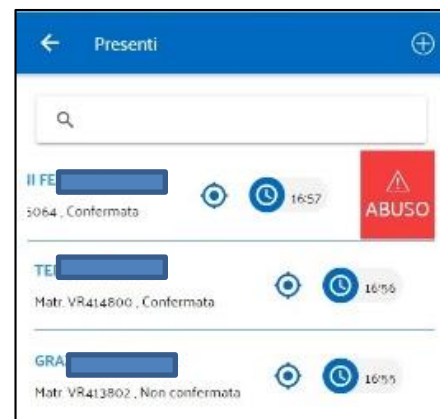 Presenti
II FE
5064 , Confermata
16:57
ABUSO
TE
Matr. VR414800 , Confermata
16:56
GRA
Matr. VR413802 , Non confermata
16:55